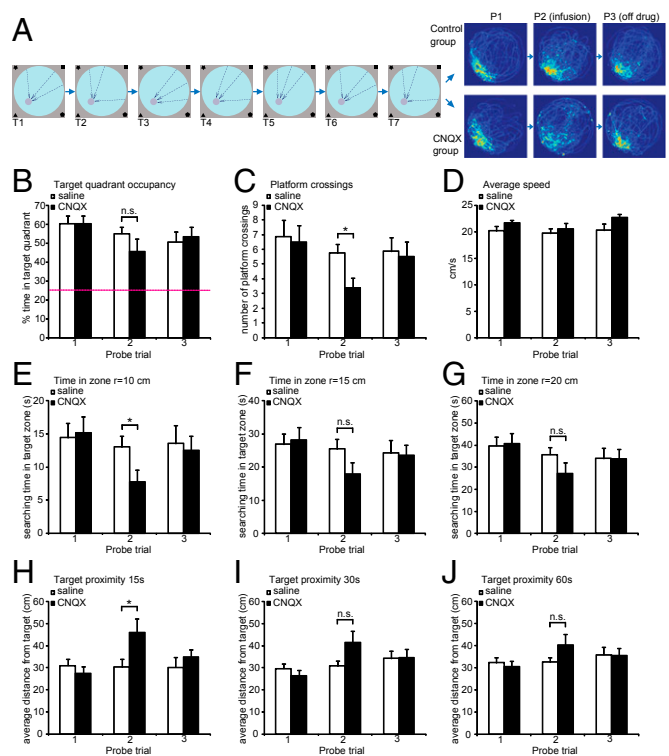 A
Control
group
P1
P2 (infusion)
P3 (off drug)
T1
T2
T3
T4
T5
T6
T7
CNQX
group
B
Target quadrant occupancy
saline
CNQX
n.s.
% time in target quadrant
80
70
60
50
40
30
20
10
0
1
2
3
Probe trial
C
Platform crossings
saline
CNQX
*
number of platform crossings
9
8
7
6
5
4
3
2
1
0
1
2
3
Probe trial
D
Average speed
saline
CNQX
cm/s
25
20
15
10
5
0
1
2
3
Probe trial
E
Time in zone r=10 cm
saline
CNQX
*
searching time in target zone (s)
20
15
10
5
0
1
2
3
Probe trial
F
Time in zone r=15 cm
saline
CNQX
n.s.
searching time in target zone (s)
40
30
20
10
0
1
2
3
Probe trial
G
Time in zone r=20 cm
saline
CNQX
n.s.
searching time in target zone (s)
60
50
40
30
20
10
0
1
2
3
Probe trial
H
Target proximity 15s
saline
CNQX
*
average distance from target (cm)
60
50
40
30
20
10
0
1
2
3
Probe trial
I
Target proximity 30s
saline
CNQX
n.s.
average distance from target (cm)
60
50
40
30
20
10
0
1
2
3
Probe trial
J
Target proximity 60s
saline
CNQX
n.s.
average distance from target (cm)
60
50
40
30
20
10
0
1
2
3
Probe trial